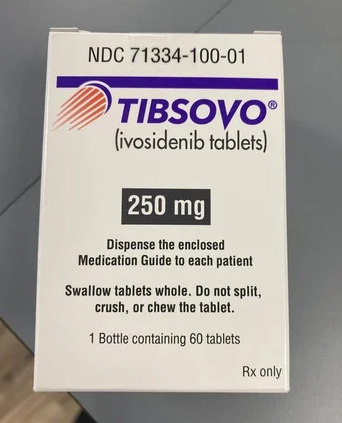 NDC 71334-100-01
TIBSOVO®
(ivosidenib tablets)
250 mg
Dispense the enclosed
Medication Guide to each patient
Swallow tablets whole. Do not split,
crush, or chew the tablet.
1 Bottle containing 60 tablets
Rx only